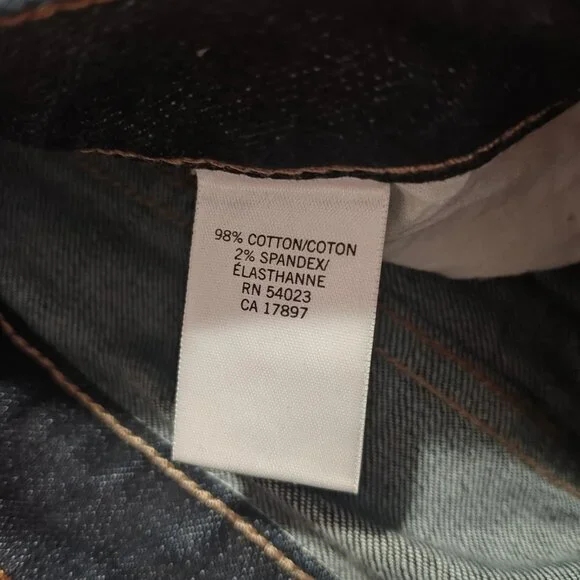 98% COTTON/COTON
2% SPANDEX/
ÉLASTHANNE
RN 54023
CA 17897